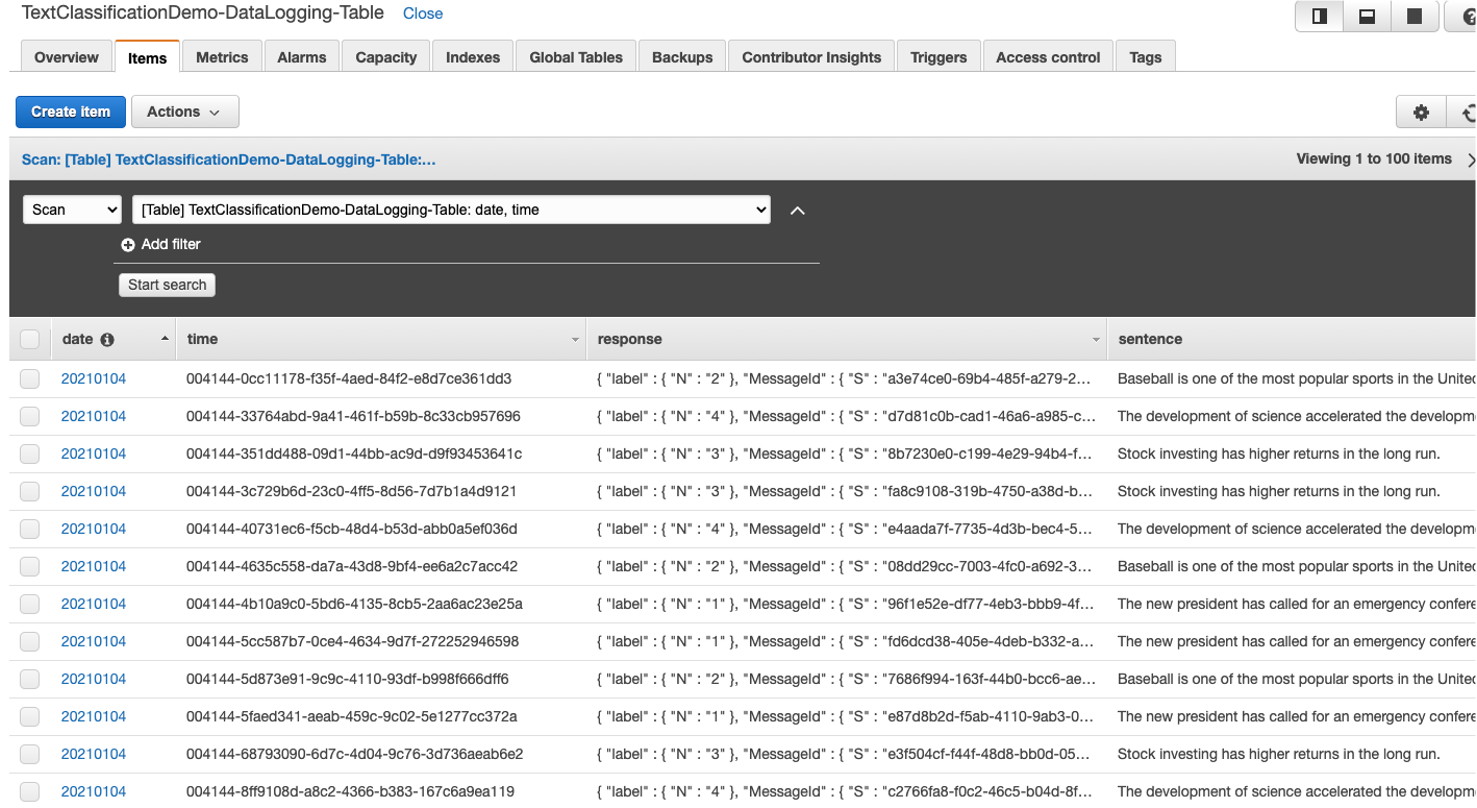 TextClassificationDemo-DataLogging-Table Close
Overview Items Metrics Alarms Capacity Indexes Global Tables Backups Contributor Insights Triggers Access control Tags
Create item Actions
Scan: [Table] TextClassificationDemo-DataLogging-Table:... Viewing 1 to 100 items
Scan [Table] TextClassificationDemo-DataLogging-Table: date, time
Add filter
Start search
date time response sentence
20210104 004144-0cc11178-f35f-4aed-84f2-e8d7ce361dd3 { "label" : { "N" : "2" }, "MessageId" : { "S" : "a3e74ce0-69b4-485f-a279-2... Baseball is one of the most popular sports in the United
20210104 004144-33764abd-9a41-461f-b59b-8c33cb957696 { "label" : { "N" : "4" }, "MessageId" : { "S" : "d7d81c0b-cad1-46a6-a985-c... The development of science accelerated the developm
20210104 004144-351dd488-09d1-44bb-ac9d-d9f93453641c { "label" : { "N" : "3" }, "MessageId" : { "S" : "8b7230e0-c199-4e29-94b4-f... Stock investing has higher returns in the long run.
20210104 004144-3c729b6d-23c0-4ff5-8d56-7d7b1a4d9121 { "label" : { "N" : "3" }, "MessageId" : { "S" : "fa8c9108-319b-4750-a38d-b... Stock investing has higher returns in the long run.
20210104 004144-40731ec6-f5cb-48d4-b53d-abb0a5ef036d { "label" : { "N" : "4" }, "MessageId" : { "S" : "e4aada7f-7735-4d3b-bec4-5... The development of science accelerated the developm
20210104 004144-4635c558-da7a-43d8-9bf4-ee6a2c7acc42 { "label" : { "N" : "2" }, "MessageId" : { "S" : "08dd29cc-7003-4fc0-a692-3... Baseball is one of the most popular sports in the United
20210104 004144-4b10a9c0-5bd6-4135-8cb5-2aa6ac23e25a { "label" : { "N" : "1" }, "MessageId" : { "S" : "96f1e52e-df77-4eb3-bbb9-4f... The new president has called for an emergency confere
20210104 004144-5cc587b7-0ce4-4634-9d7f-272252946598 { "label" : { "N" : "1" }, "MessageId" : { "S" : "fd6dcd38-405e-4deb-b332-a... The new president has called for an emergency confere
20210104 004144-5d873e91-9c9c-4110-93df-b998f666dff6 { "label" : { "N" : "2" }, "MessageId" : { "S" : "7686f994-163f-44b0-bcc6-ae... Baseball is one of the most popular sports in the United
20210104 004144-5faed341-aeab-459c-9c02-5e1277cc372a { "label" : { "N" : "1" }, "MessageId" : { "S" : "e87d8b2d-f5ab-4110-9ab3-0... The new president has called for an emergency confere
20210104 004144-68793090-6d7c-4d04-9c76-3d736aeab6e2 { "label" : { "N" : "3" }, "MessageId" : { "S" : "e3f504cf-f44f-48d8-bb0d-05... Stock investing has higher returns in the long run.
20210104 004144-8ff9108d-a8c2-4366-b383-167c6a9ea119 { "label" : { "N" : "4" }, "MessageId" : { "S" : "c2766fa8-f0c2-46c5-b04d-8f... The development of science accelerated the developm